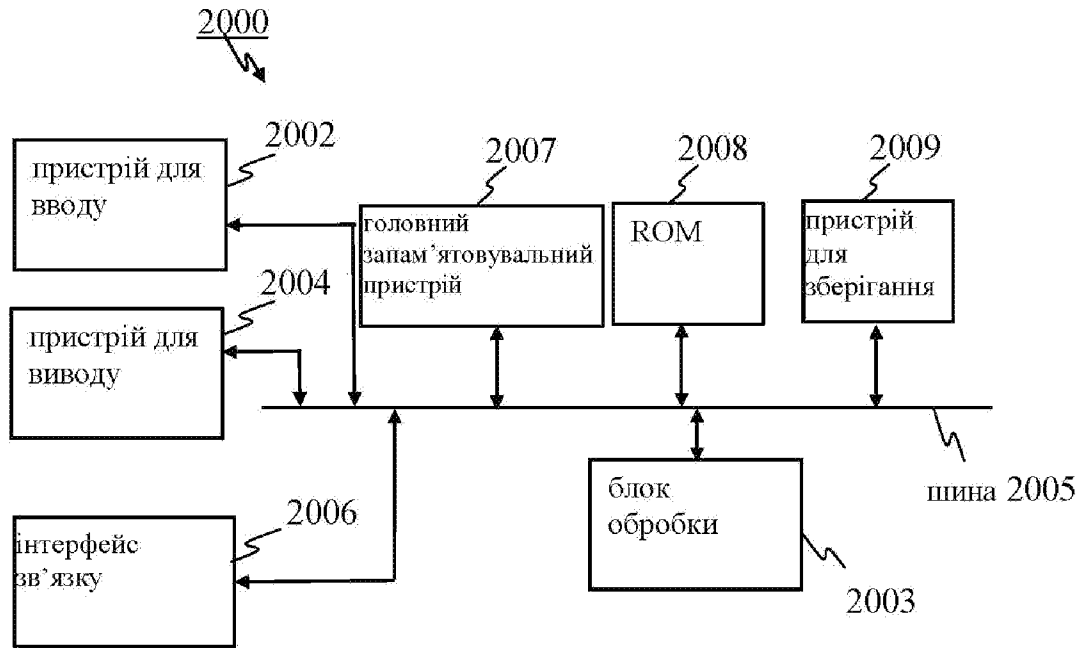 2000
2002
пристрій для
вводу
2007
головний
запам’ятовувальний
пристрій
2008
ROM
2009
пристрій
для
зберігання
2004
пристрій для
виводу
шина 2005
блок
обробки
2003
2006
інтерфейс
зв’язку